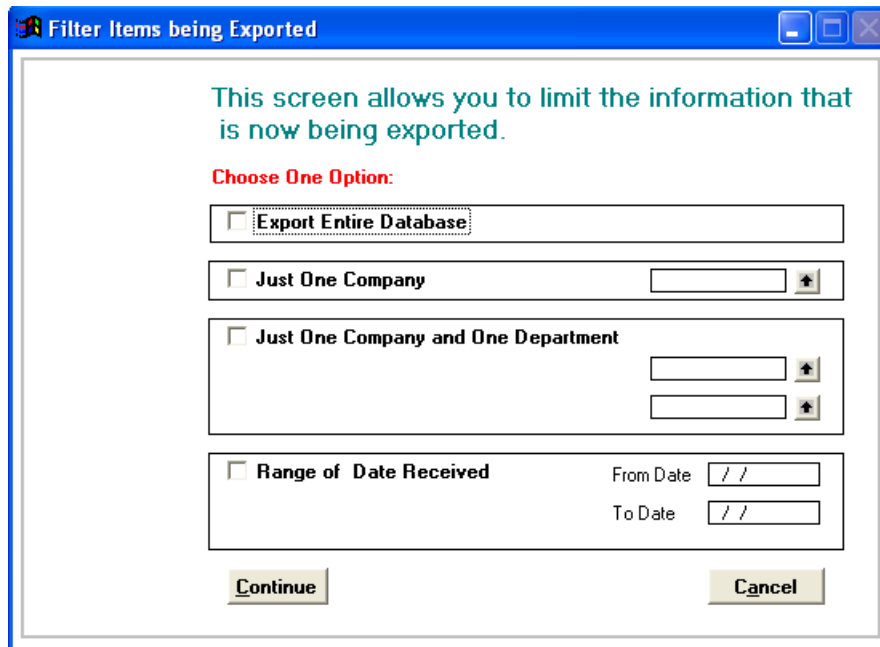 Filter Items being Exported
This screen allows you to limit the information that
is now being exported.
Choose One Option:
Export Entire Database
Just One Company
Just One Company and One Department
Range of Date Received From Date / /
To Date / /
Continue Cancel